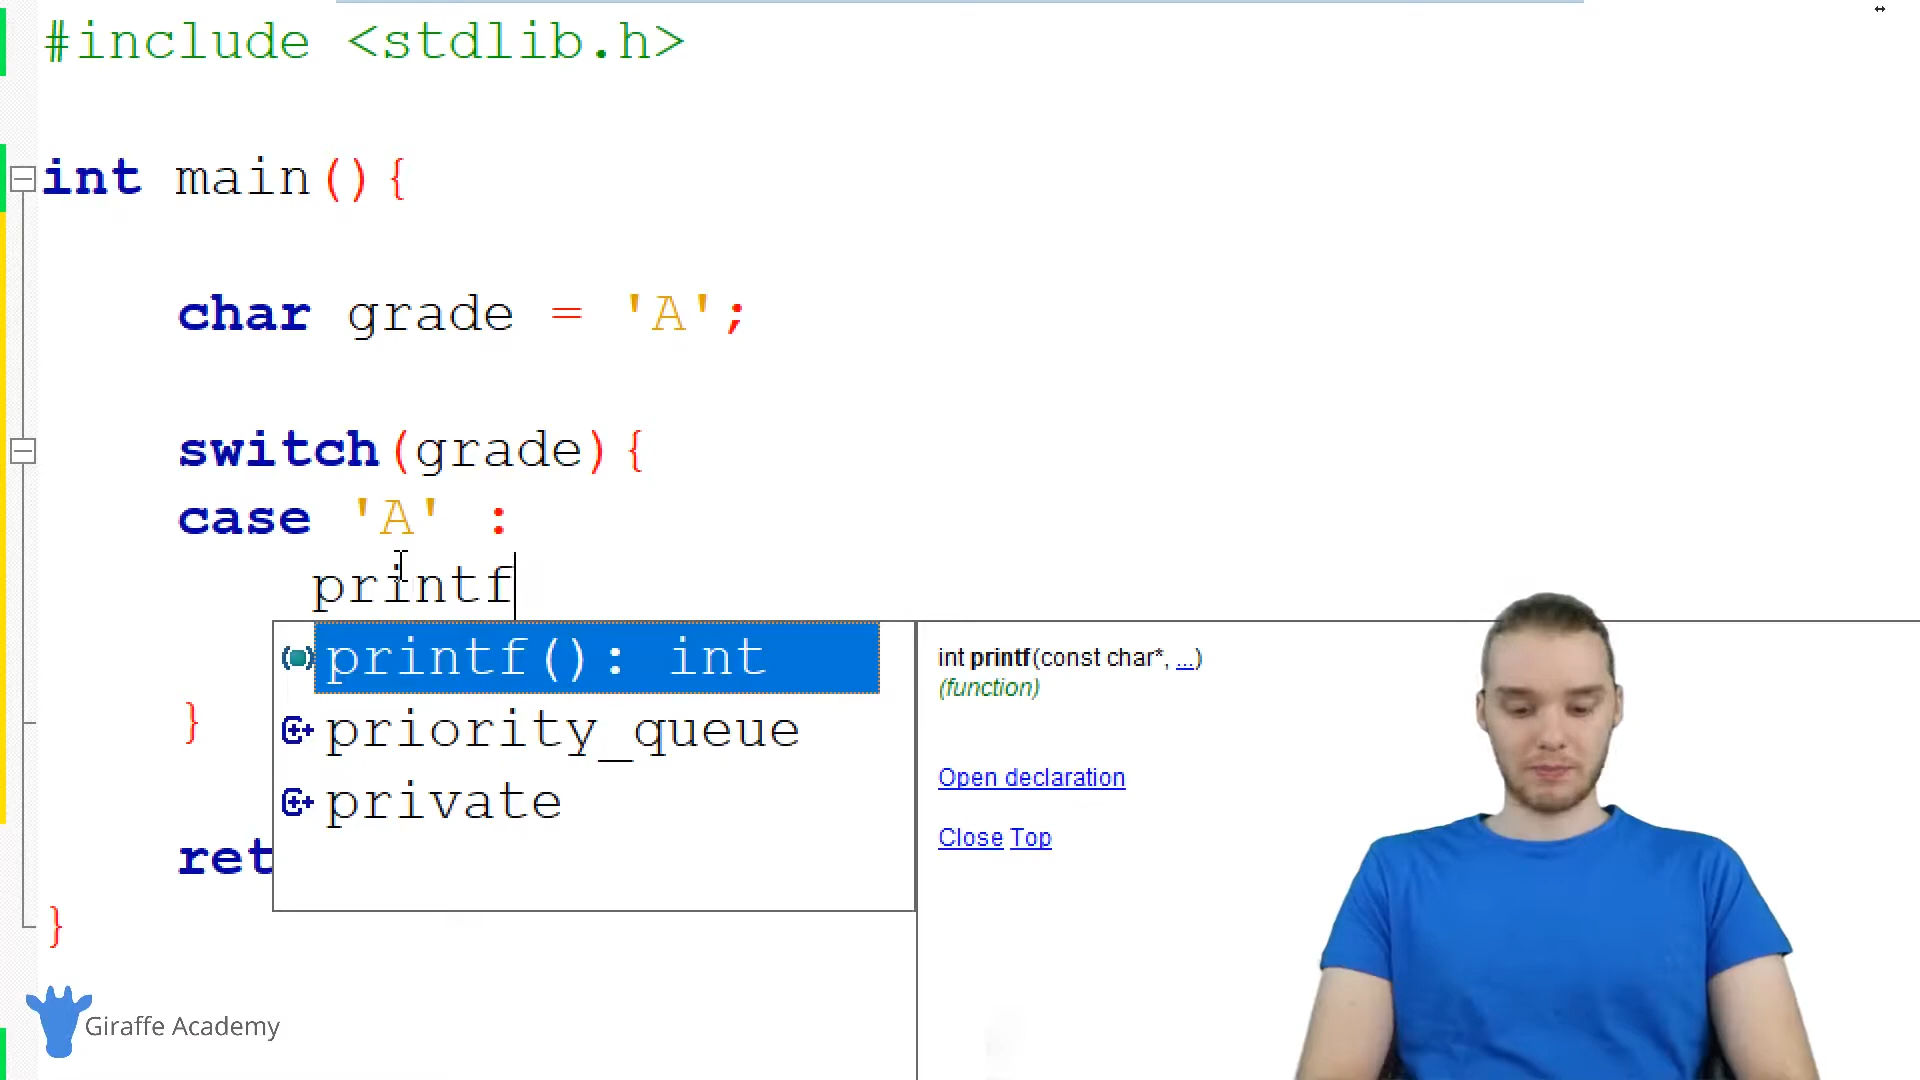 #include <stdlib.h>
int main(){
char grade = 'A';
switch(grade){
case 'A' :
printf
printf(): int
priority_queue
private
int printf(const char*, ...)
(function)
Open declaration
Close Top
}
ret
}
Giraffe Academy